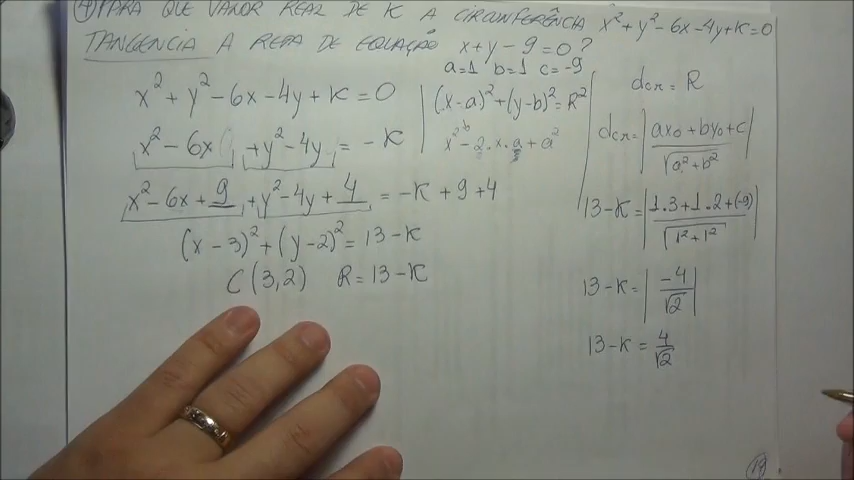 ④ PARA QUE VALOR REAL DE K A CIRCUNFERÊNCIA x²+y²-6x-4y+K=0
TANGENCIA A RETA DE EQUAÇÃO x+y-9=0?
a=1 b=1 c=-9
x²+y²-6x-4y+K=0
x²-6x +y²-4y = -K
x²-6x+9+y²-4y+4 = -K+9+4
(x-3)²+(y-2)²=13-K
C(3,2) R=13-K
(x-a)²+(y-b)²=R²
x²-2.x.a+a²
dcr = R
dcr=|ax₀+by₀+c/√a²+b²|
13-K=|1.3+1.2+(-9)/√1²+1²|
13-K=|-4/√2|
13-K=4/√2
19